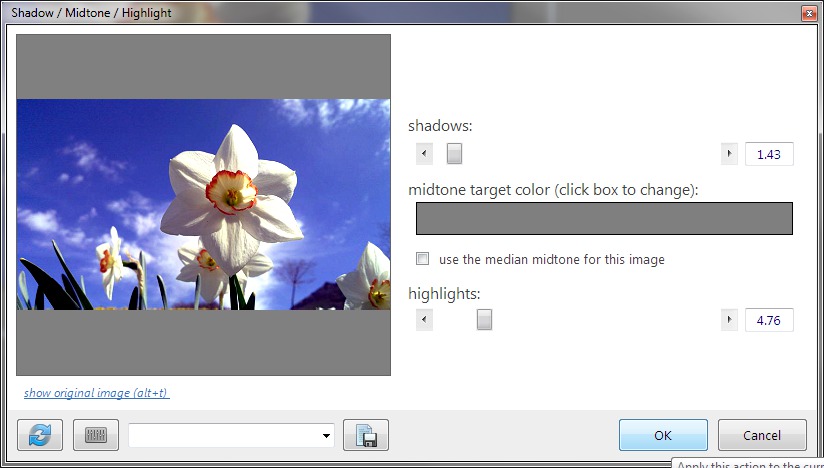 Shadow / Midtone / Highlight
shadows:
1.43
midtone target color (click box to change):
use the median midtone for this image
highlights:
4.76
show original image (alt+t)
OK
Cancel
Apply this action to the curr